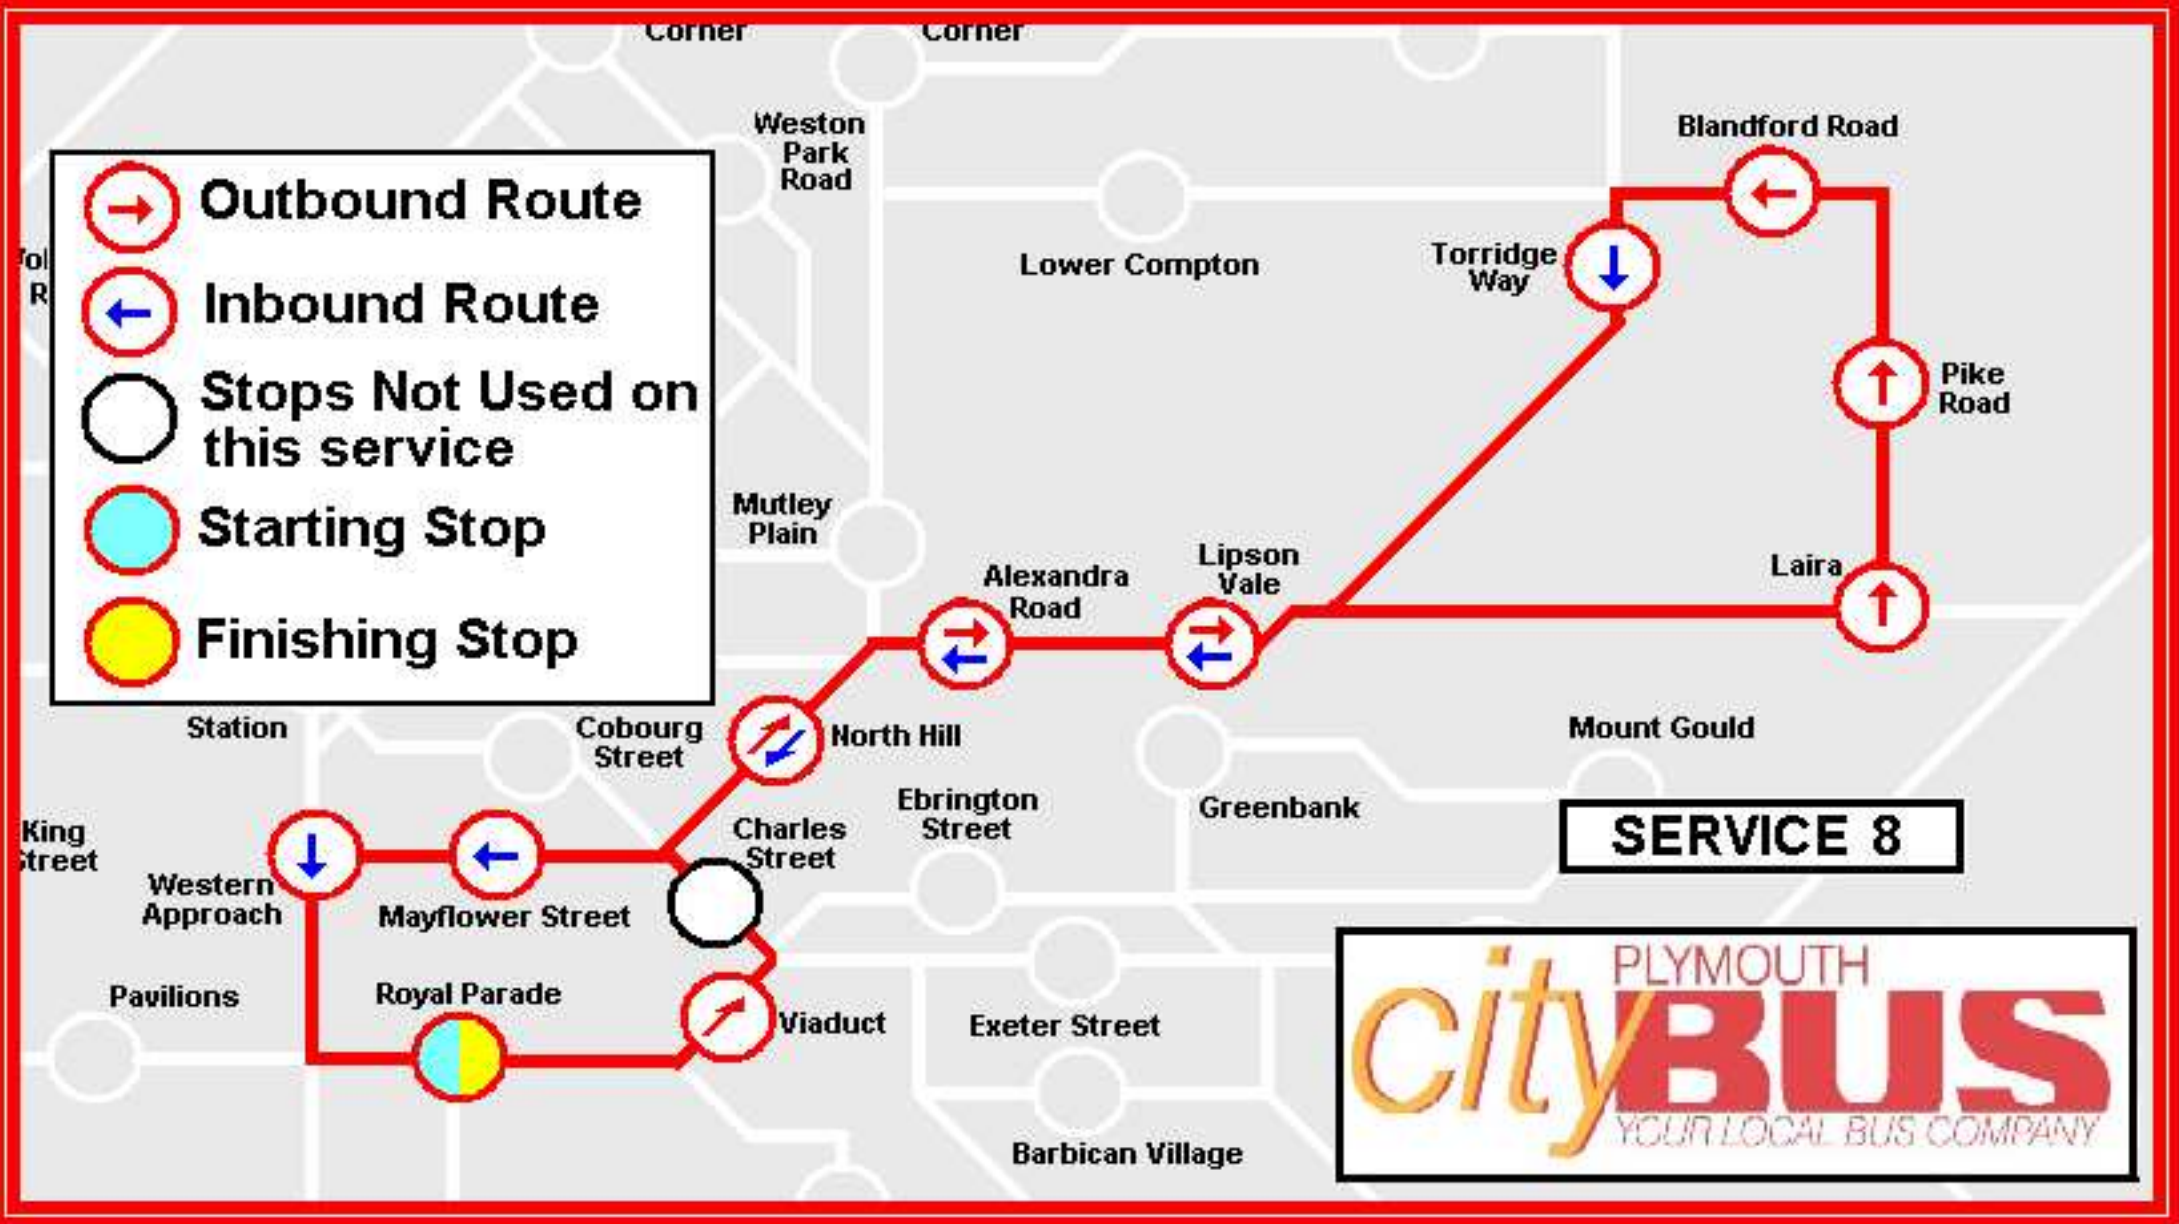 Corner
Corner
Weston
Park
Road
Blandford Road
Outbound Route
Inbound Route
Stops Not Used on
this service
Starting Stop
Finishing Stop
Lower Compton
Torridge
Way
Pike
Road
Mutley
Plain
Alexandra
Road
Lipson
Vale
Laira
Station
Cobourg
Street
North Hill
Mount Gould
King
Street
Ebrington
Street
Greenbank
Charles
Street
SERVICE 8
Western
Approach
Mayflower Street
Pavilions
Royal Parade
Viaduct
Exeter Street
Barbican Village
PLYMOUTH
cityBUS
YOUR LOCAL BUS COMPANY